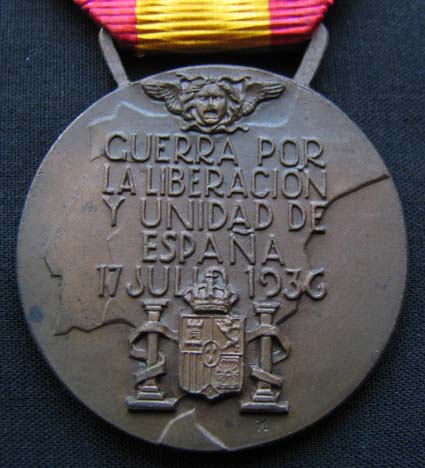 GUERRA POR
LA LIBERACION
Y UNIDAD DE
ESPAÑA
17 JULIO 1936